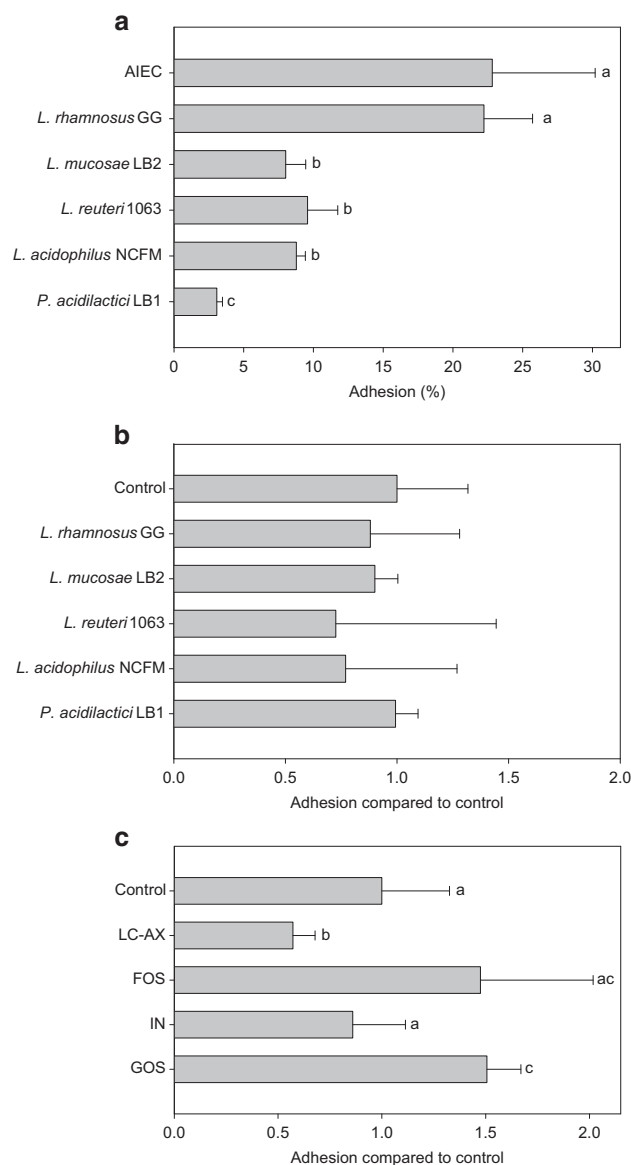 a
AIEC a
L. rhamnosus GG a
L. mucosae LB2 b
L. reuteri 1063 b
L. acidophilus NCFM b
P. acidilactici LB1 c
0 5 10 15 20 25 30
Adhesion (%)
b
Control
L. rhamnosus GG
L. mucosae LB2
L. reuteri 1063
L. acidophilus NCFM
P. acidilactici LB1
0.0 0.5 1.0 1.5 2.0
Adhesion compared to control
c
Control a
LC-AX b
FOS ac
IN a
GOS c
0.0 0.5 1.0 1.5 2.0
Adhesion compared to control